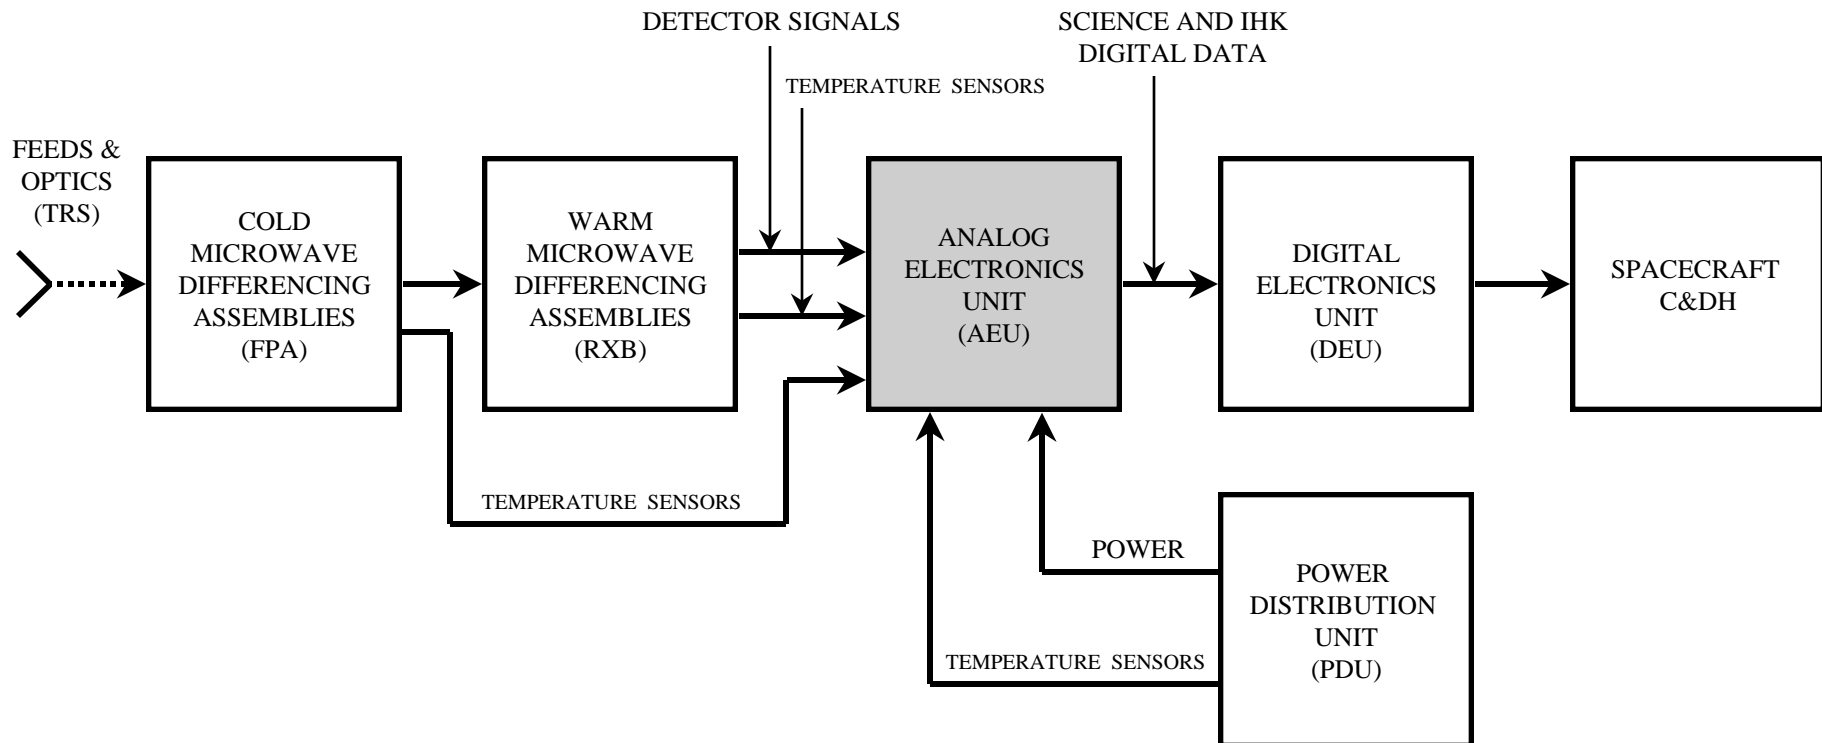 DETECTOR SIGNALS
SCIENCE AND IHK
DIGITAL DATA
TEMPERATURE SENSORS
FEEDS &
OPTICS
(TRS)
COLD
MICROWAVE
DIFFERENCING
ASSEMBLIES
(FPA)
WARM
MICROWAVE
DIFFERENCING
ASSEMBLIES
(RXB)
ANALOG
ELECTRONICS
UNIT
(AEU)
DIGITAL
ELECTRONICS
UNIT
(DEU)
SPACECRAFT
C&DH
TEMPERATURE SENSORS
POWER
TEMPERATURE SENSORS
POWER
DISTRIBUTION
UNIT
(PDU)